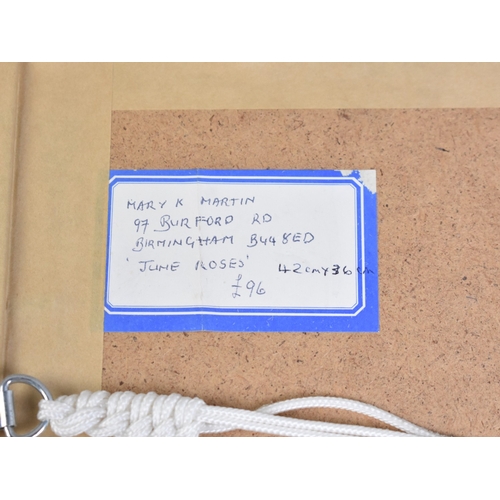 MARY K MARTIN
97 BURFORD RD
BIRMINGHAM B44 8ED
'JUNE ROSES' 42cm x 36cm
£96